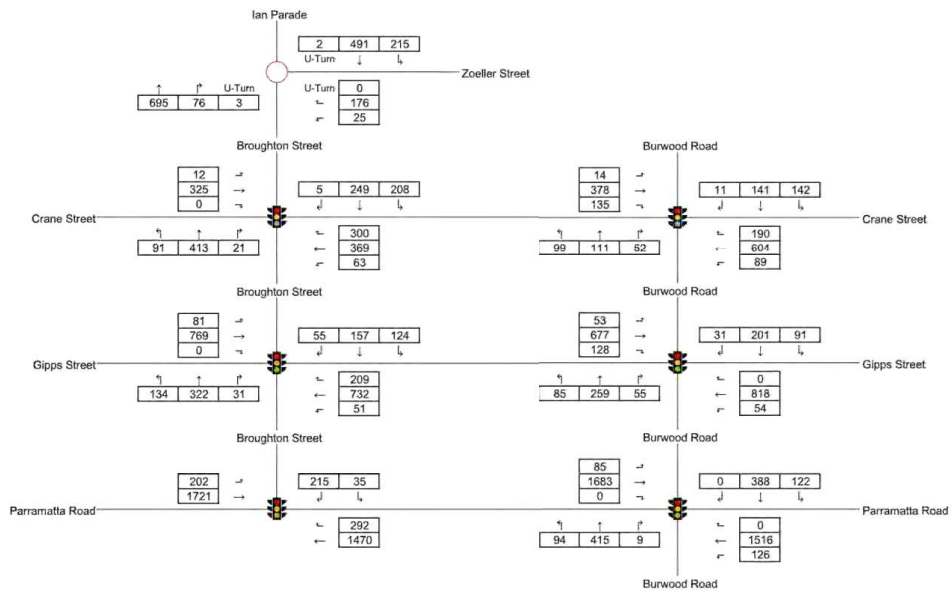 Ian Parade
2 491 215
U-Turn ↓ ↳
Zoeller Street
↑ ↱ U-Turn
695 76 3
U-Turn 0
176
25
Broughton Street Burwood Road
12
325 →
0
5 249 208
14
378 →
135
11 141 142
Crane Street Crane Street
91 413 21
300
← 369
63
99 111 52
190
← 604
89
Broughton Street Burwood Road
81
769 →
0
55 157 124
53
677 →
128
31 201 91
Gipps Street Gipps Street
134 322 31
209
← 732
51
85 259 55
0
← 818
54
Broughton Street Burwood Road
202
1721 →
215 35
85
1683 →
0
0 388 122
Parramatta Road Parramatta Road
292
← 1470
94 415 9
0
← 1516
126
Burwood Road